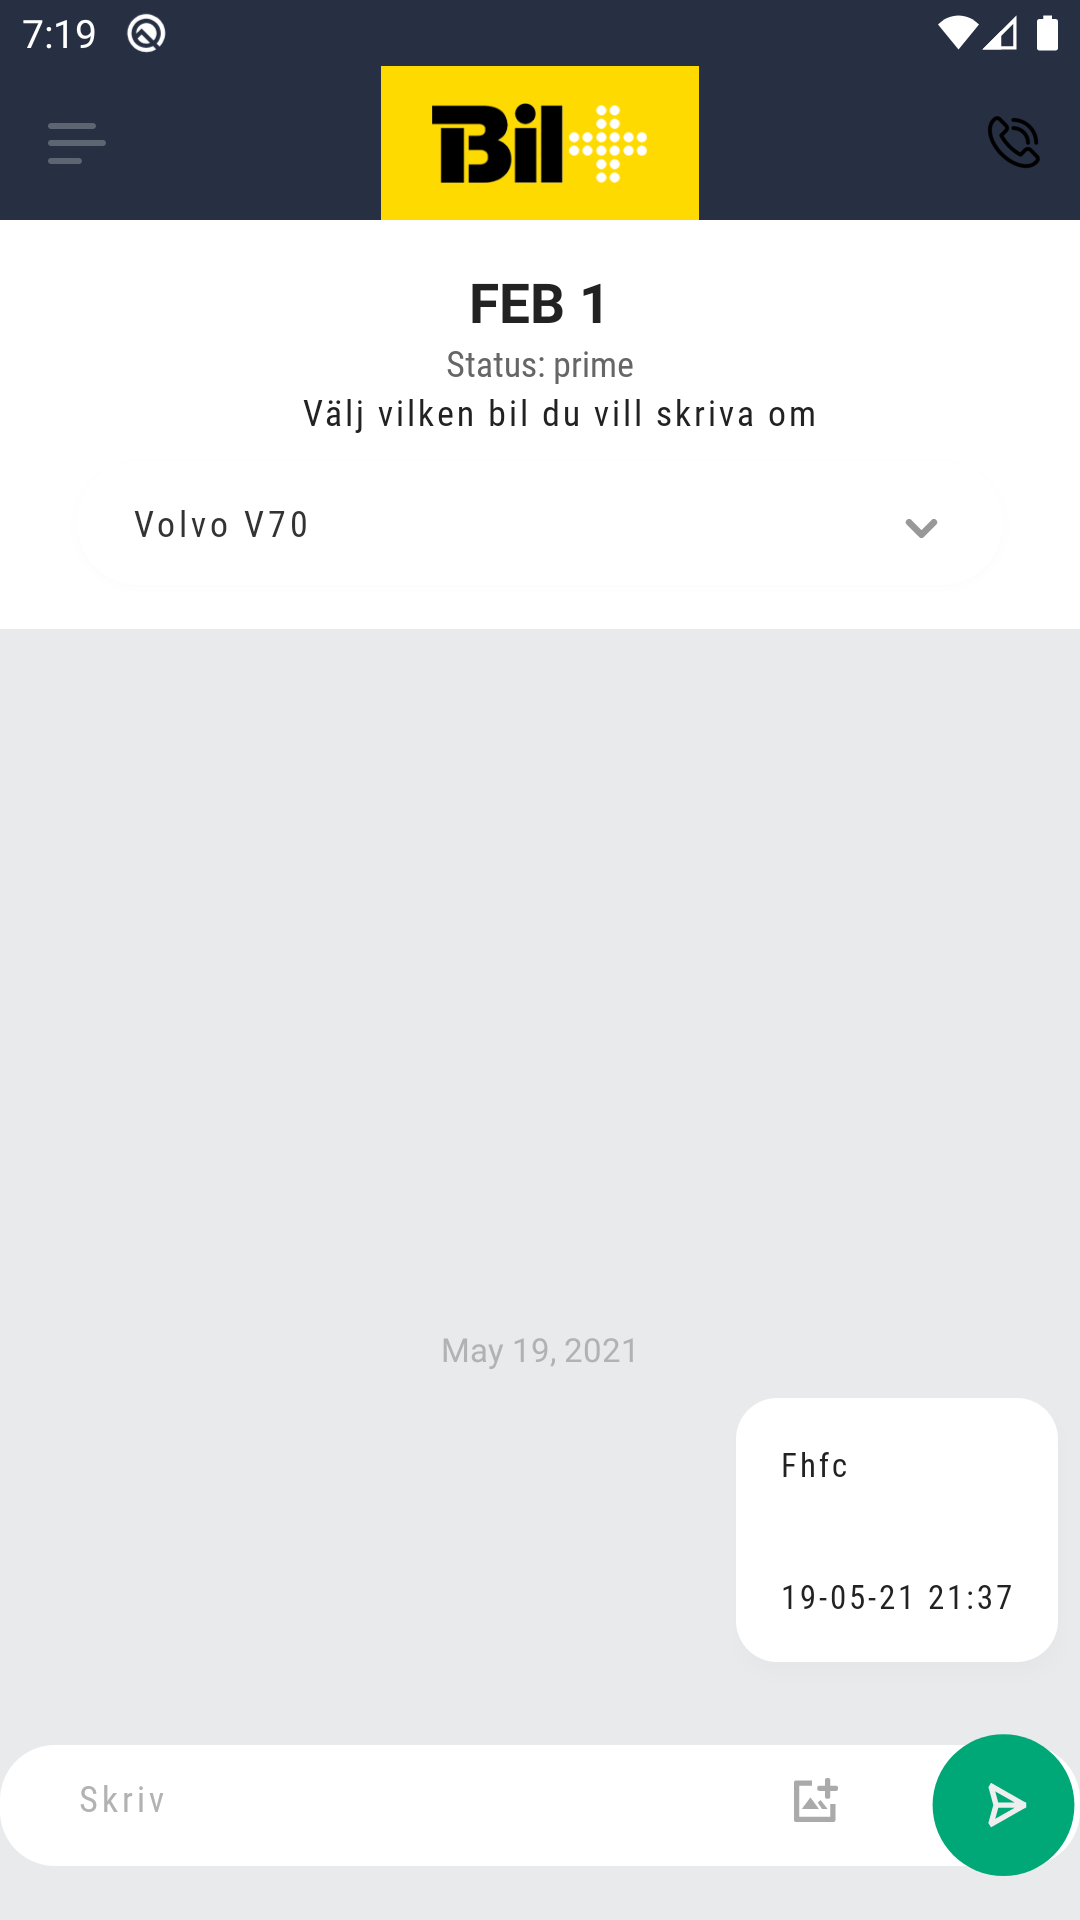 7:19
Bil
FEB 1
Status: prime
Välj vilken bil du vill skriva om
Volvo V70
May 19, 2021
Fhfc
19-05-21 21:37
Skriv